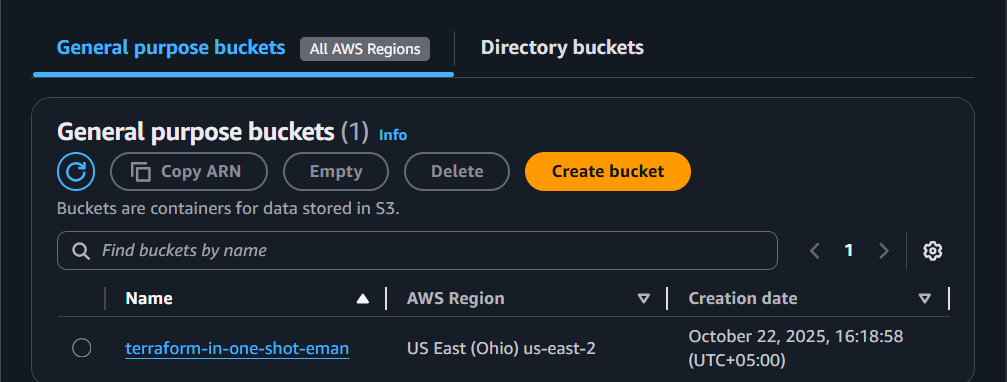 General purpose buckets All AWS Regions Directory buckets
General purpose buckets (1) Info
Copy ARN Empty Delete Create bucket
Buckets are containers for data stored in S3.
Find buckets by name 1
Name AWS Region Creation date
terraform-in-one-shot-eman US East (Ohio) us-east-2 October 22, 2025, 16:18:58
(UTC+05:00)